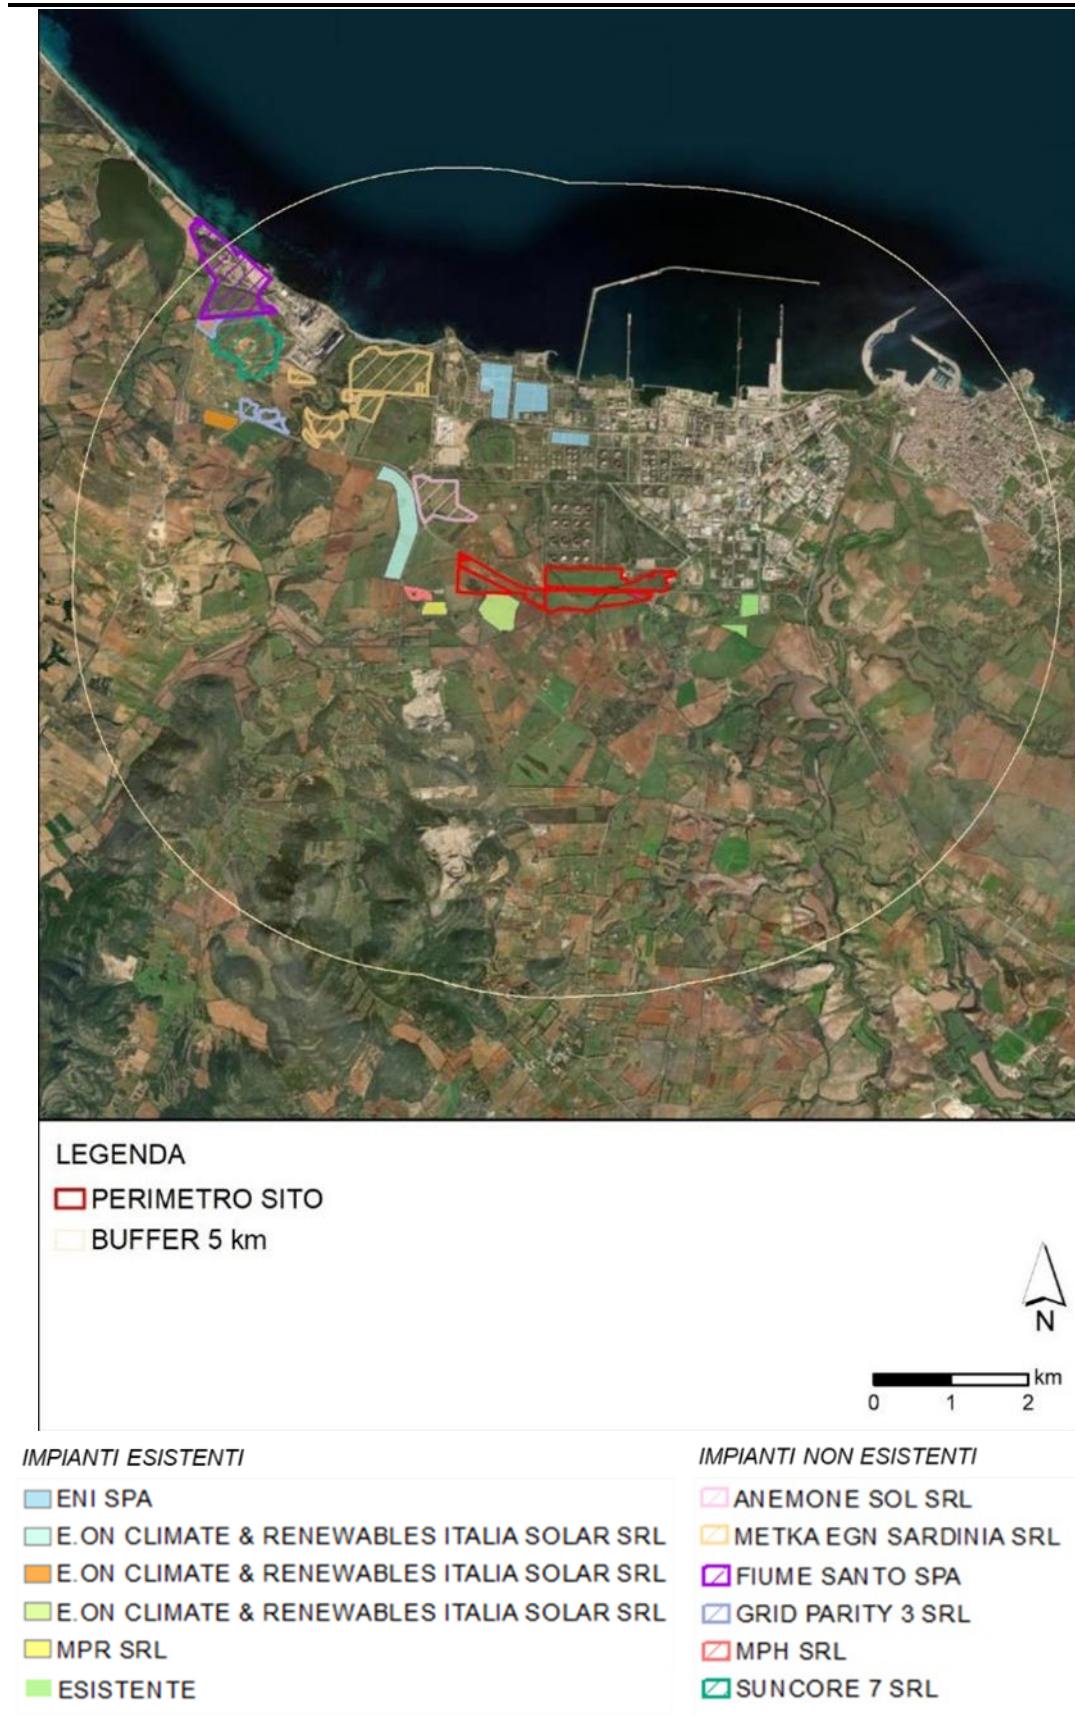 LEGENDA
PERIMETRO SITO
BUFFER 5 km
N
km
0 1 2
IMPIANTI ESISTENTI
ENI SPA
E.ON CLIMATE & RENEWABLES ITALIA SOLAR SRL
E.ON CLIMATE & RENEWABLES ITALIA SOLAR SRL
E.ON CLIMATE & RENEWABLES ITALIA SOLAR SRL
MPR SRL
ESISTENTE
IMPIANTI NON ESISTENTI
ANEMONE SOL SRL
METKA EGN SARDINIA SRL
FIUME SANTO SPA
GRID PARITY 3 SRL
MPH SRL
SUNCORE 7 SRL